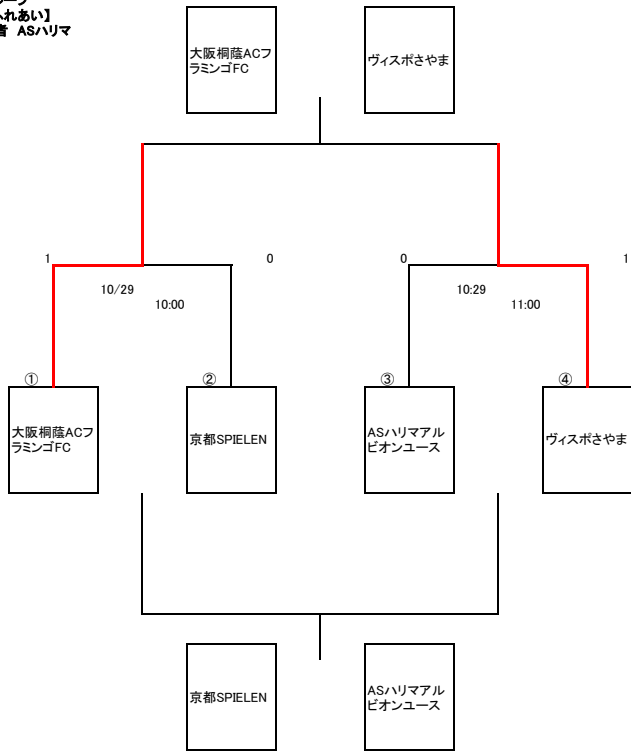 ふれあい】
者 ASハリマ
大阪桐蔭ACフ
ラミンゴFC
ヴィスポさやま
1
0
0
1
10/29
10:00
10:29
11:00
①
②
③
④
大阪桐蔭ACフ
ラミンゴFC
京都SPIELEN
ASハリマアル
ビオンユース
ヴィスポさやま
京都SPIELEN
ASハリマアル
ビオンユース